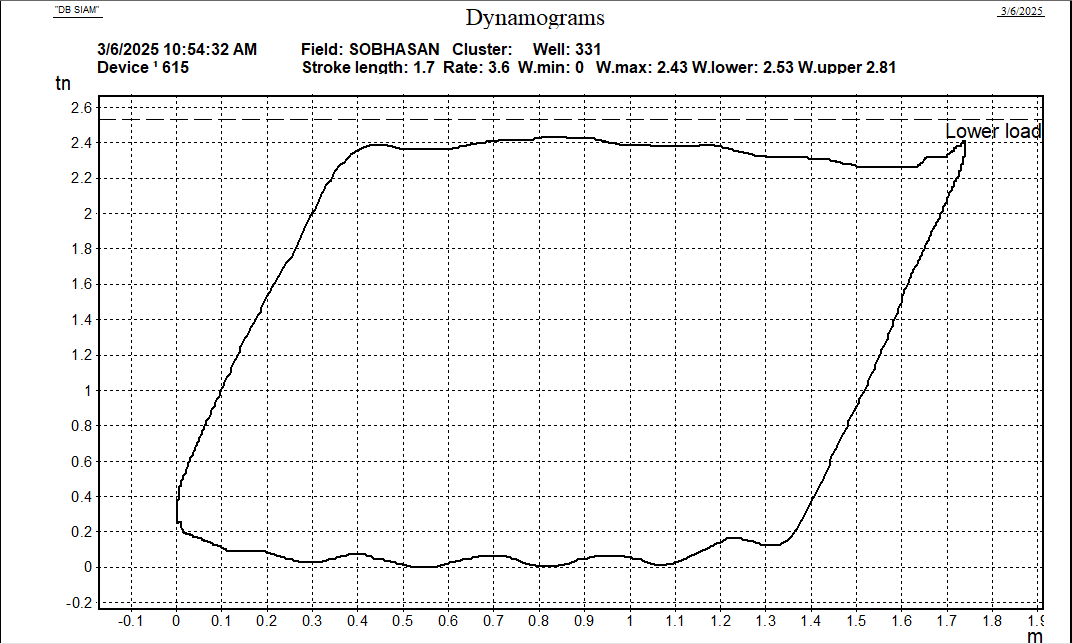 "DB SIAM"
3/6/2025
Dynamograms
3/6/2025 10:54:32 AM Field: SOBHASAN Cluster: Well: 331
Device ¹ 615 Stroke length: 1.7 Rate: 3.6 W.min: 0 W.max: 2.43 W.lower: 2.53 W.upper 2.81
tn
2.6
Lower load
2.4
2.2
2
1.8
1.6
1.4
1.2
1
0.8
0.6
0.4
0.2
0
-0.2
-0.1 0 0.1 0.2 0.3 0.4 0.5 0.6 0.7 0.8 0.9 1 1.1 1.2 1.3 1.4 1.5 1.6 1.7 1.8 1.9
m